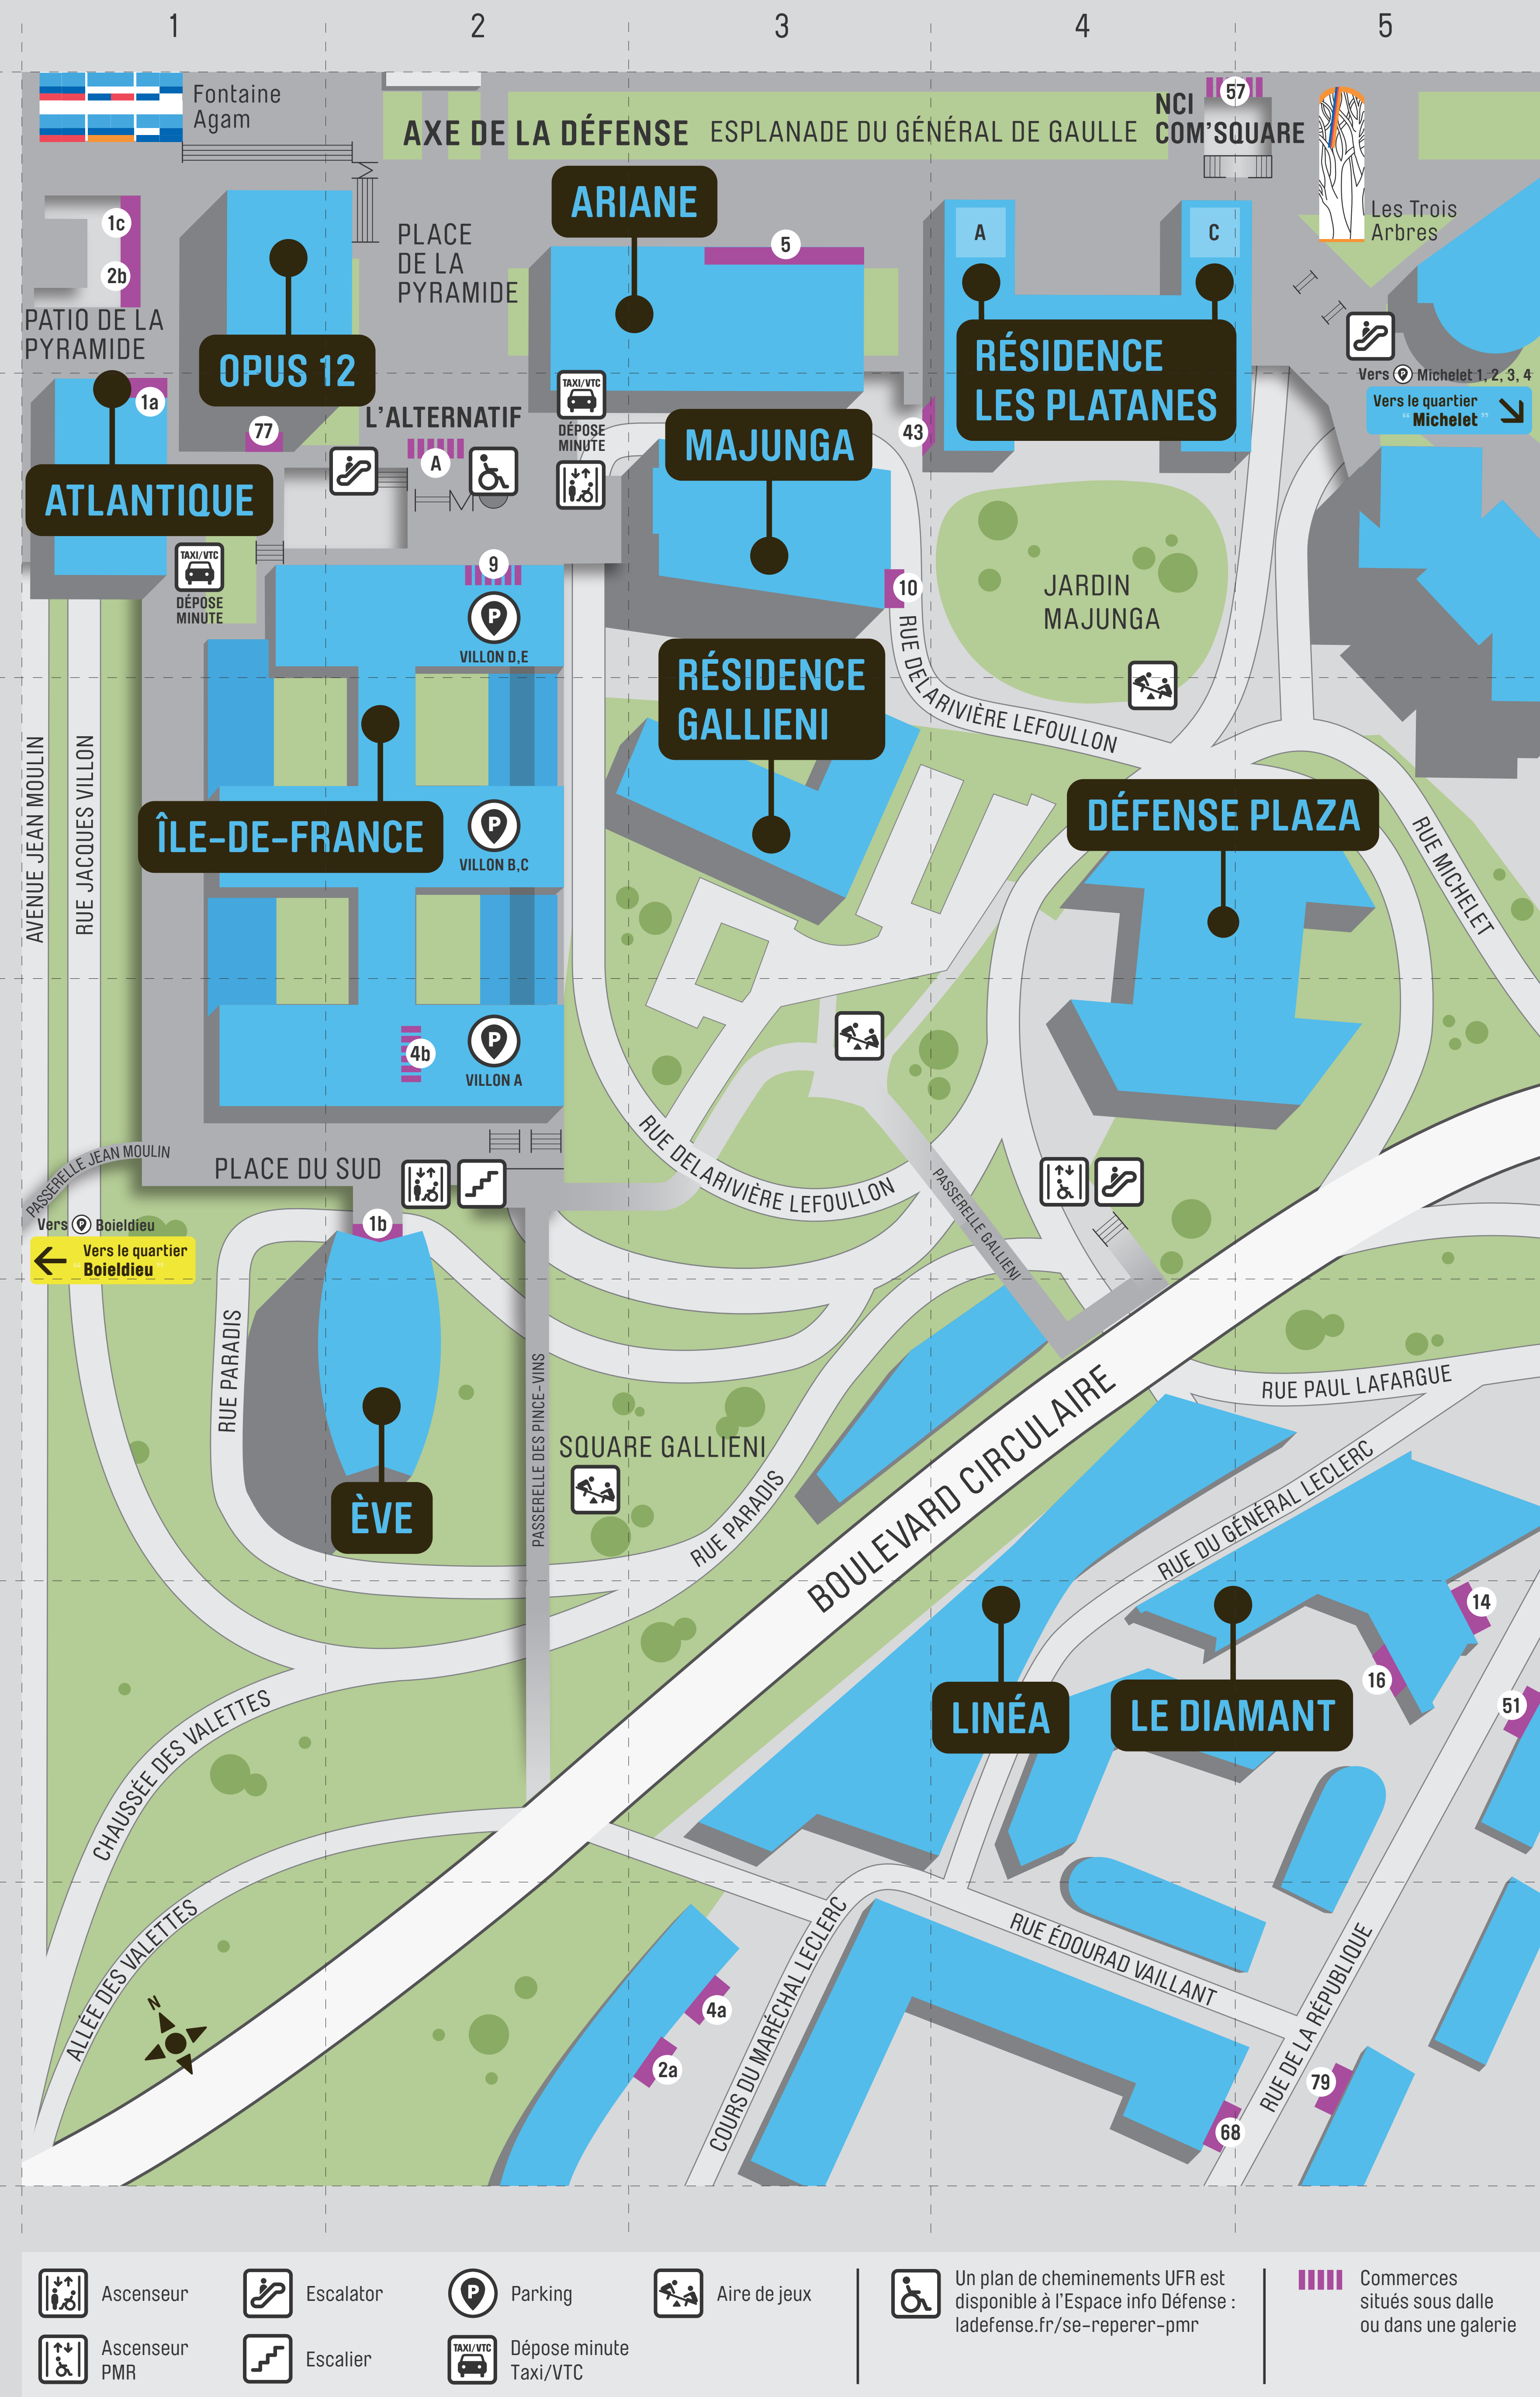 1
2
3
4
5
Fontaine
Agam
AXE DE LA DÉFENSE ESPLANADE DU GÉNÉRAL DE GAULLE
NCI
COM'SQUARE
57
Les Trois
Arbres
1c
2b
PATIO DE LA
PYRAMIDE
PLACE
DE LA
PYRAMIDE
ARIANE
5
A
C
OPUS 12
RÉSIDENCE
LES PLATANES
Vers P Michelet 1, 2, 3, 4
Vers le quartier
“ Michelet ”
1a
77
L'ALTERNATIF
A
TAXI/VTC
DÉPOSE
MINUTE
43
MAJUNGA
ATLANTIQUE
TAXI/VTC
DÉPOSE
MINUTE
9
P
VILLON D,E
10
JARDIN
MAJUNGA
RÉSIDENCE
GALLIENI
RUE DELARIVIÈRE LEFOULLON
AVENUE JEAN MOULIN
RUE JACQUES VILLON
ÎLE-DE-FRANCE
P
VILLON B,C
DÉFENSE PLAZA
RUE MICHELET
4b
P
VILLON A
RUE DELARIVIÈRE LEFOULLON
PASSERELLE JEAN MOULIN
PLACE DU SUD
PASSERELLE GALLIENI
Vers P Boieldieu
Vers le quartier
“ Boieldieu ”
1b
RUE PARADIS
PASSERELLE DES PINCE-VINS
SQUARE GALLIENI
RUE PARADIS
ÈVE
BOULEVARD CIRCULAIRE
RUE PAUL LAFARGUE
RUE DU GÉNÉRAL LECLERC
14
16
51
LINÉA
LE DIAMANT
CHAUSSÉE DES VALETTES
ALLÉE DES VALETTES
N
4a
2a
COURS DU MARÉCHAL LECLERC
RUE ÉDOURAD VAILLANT
RUE DE LA RÉPUBLIQUE
79
68
Ascenseur
Ascenseur
PMR
Escalator
Escalier
P
Parking
TAXI/VTC
Dépose minute
Taxi/VTC
Aire de jeux
Un plan de cheminements UFR est
disponible à l'Espace info Défense :
ladefense.fr/se-reperer-pmr
Commerces
situés sous dalle
ou dans une galerie